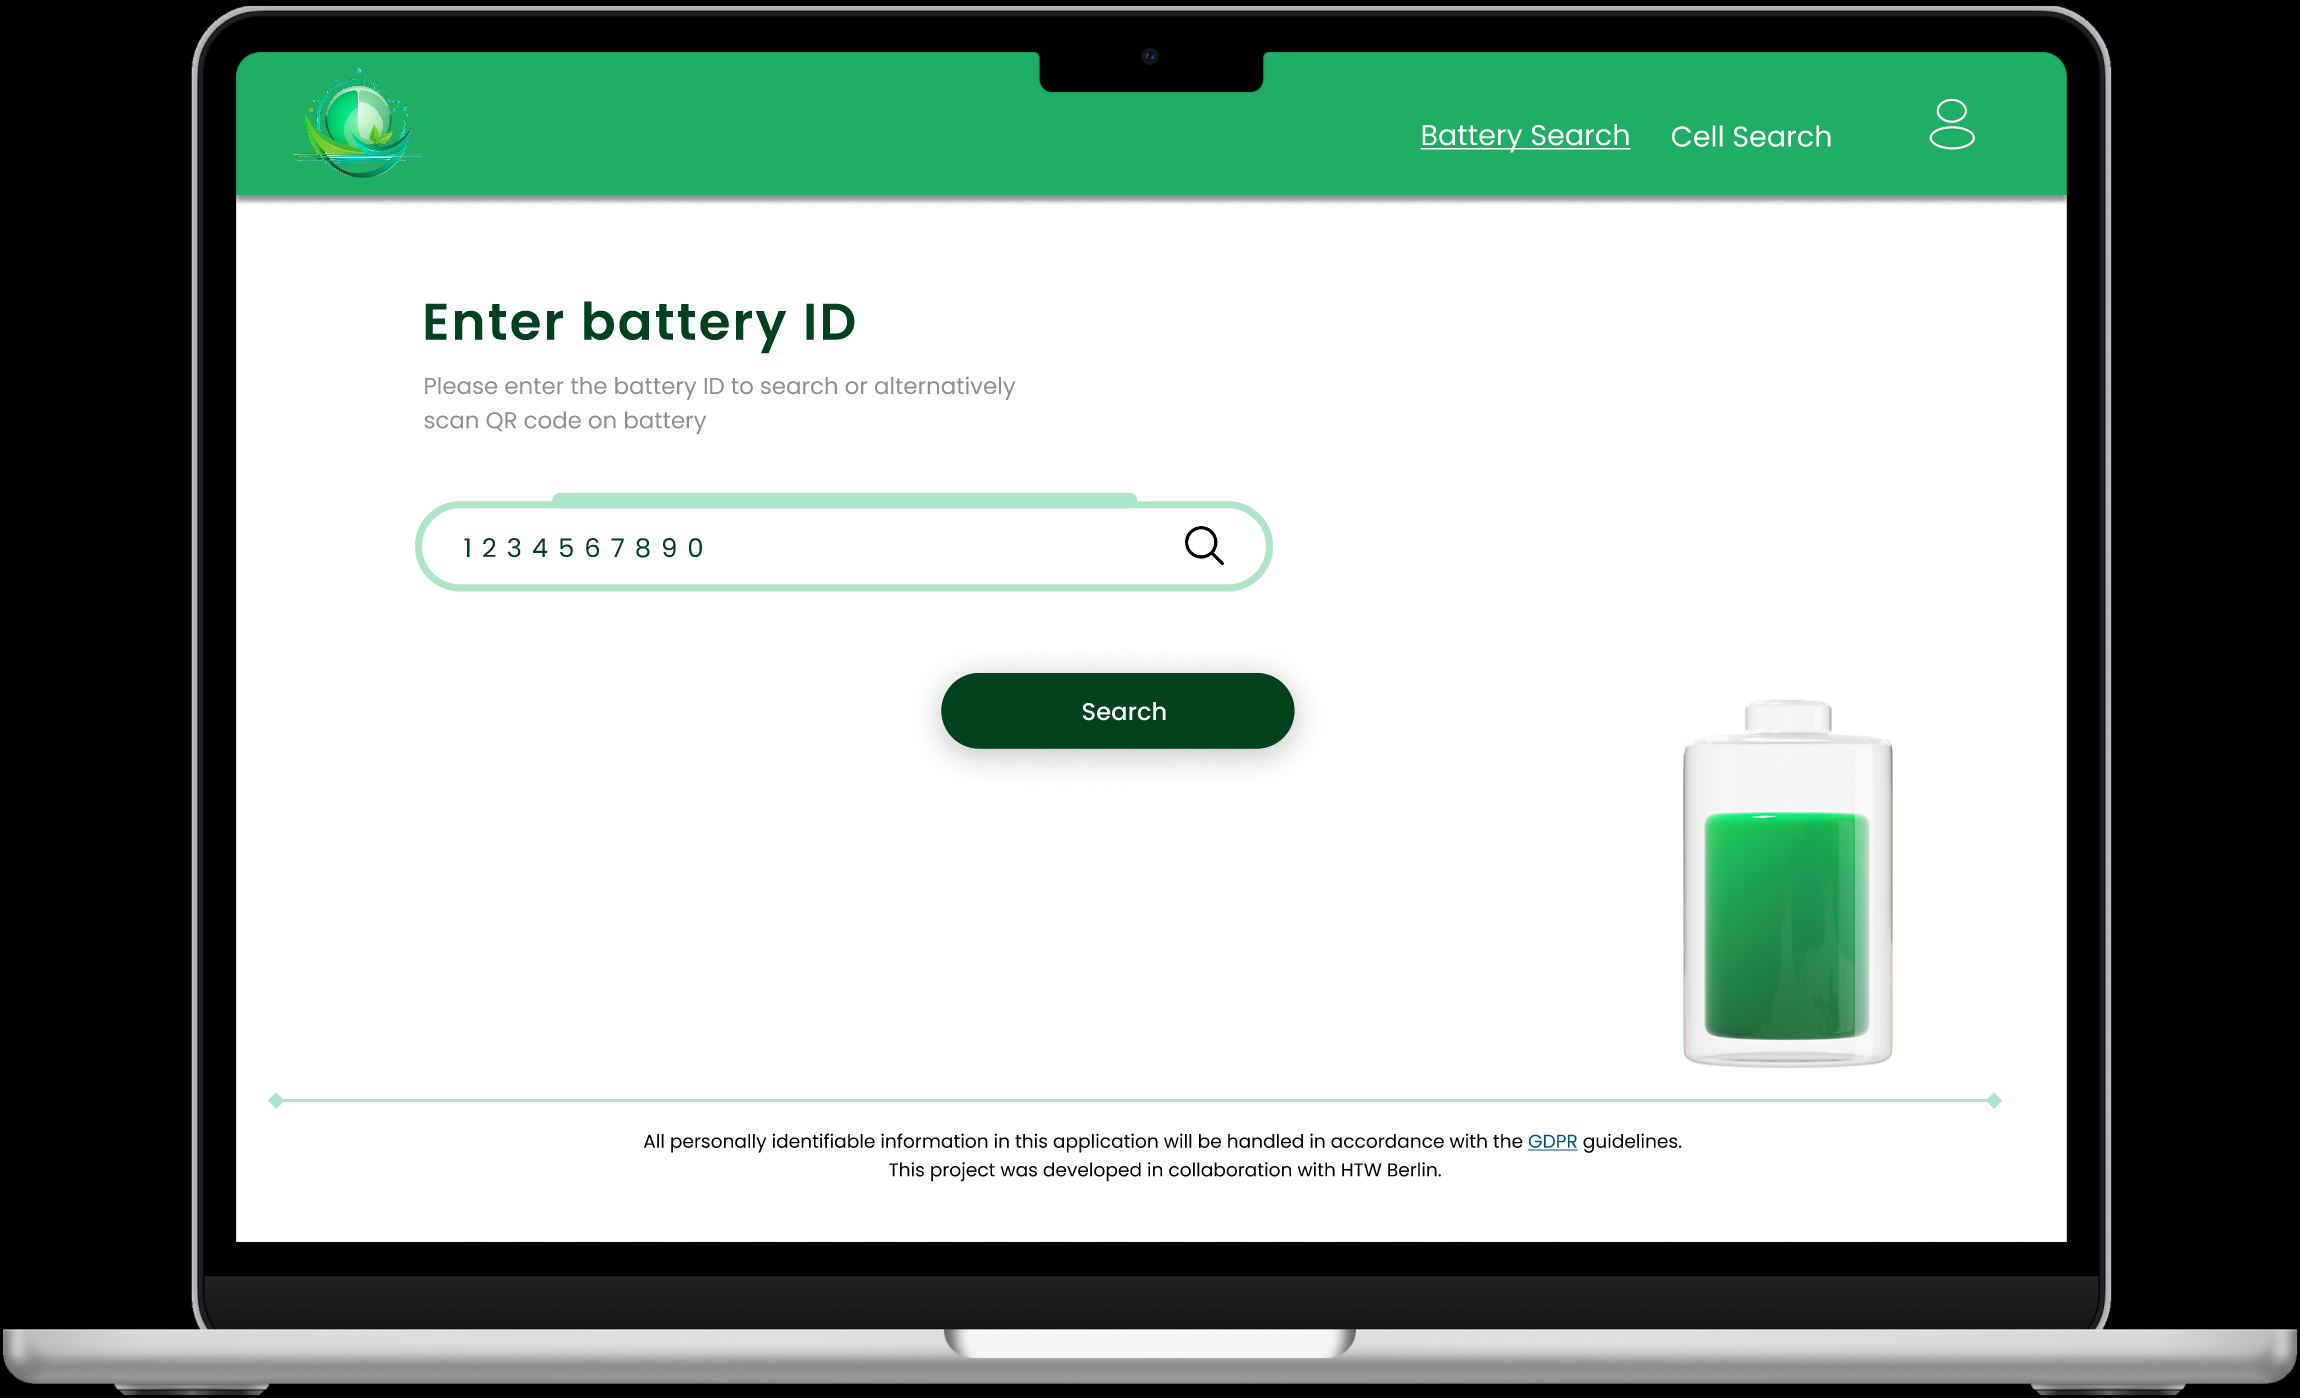 Battery Search Cell Search
Enter battery ID
Please enter the battery ID to search or alternatively
scan QR code on battery
1 2 3 4 5 6 7 8 9 0
Search
All personally identifiable information in this application will be handled in accordance with the GDPR guidelines.
This project was developed in collaboration with HTW Berlin.